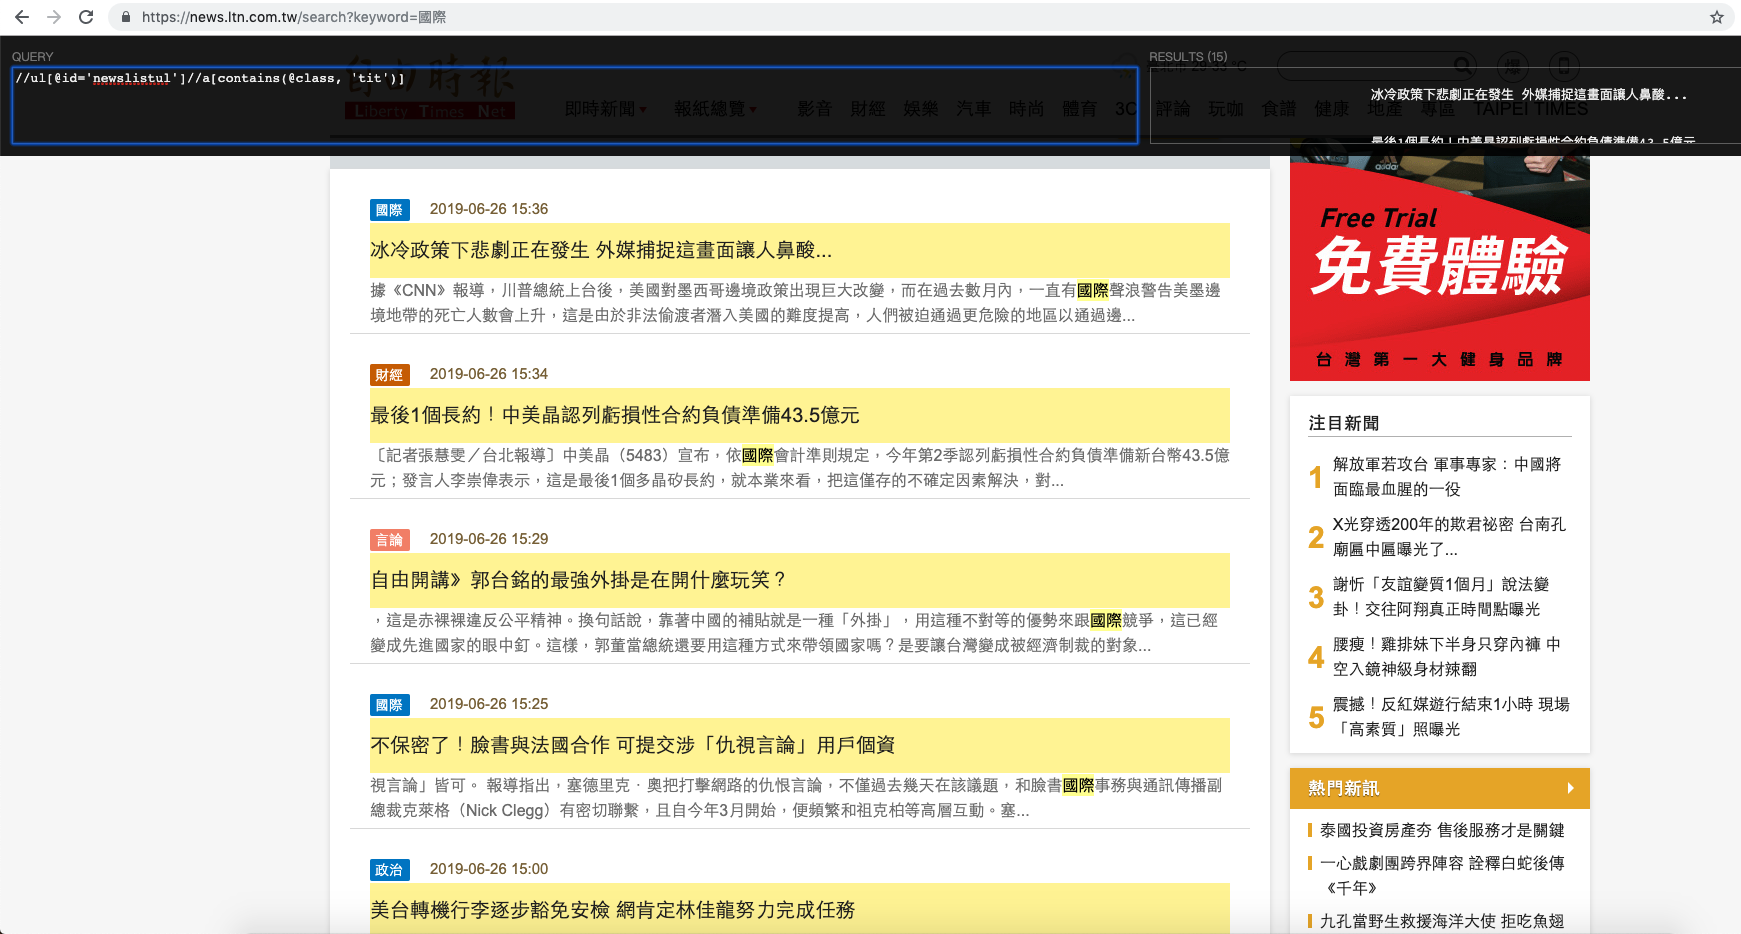 https://news.ltn.com.tw/search?keyword=國際
QUERY
//ul[@id='newslistul']//a[contains(@class, 'tit')]
RESULTS (15)
冰冷政策下悲劇正在發生 外媒捕捉這畫面讓人鼻酸...
最後1個長約！中美晶認列虧損性合約負債準備43.5億元
自由時報
Liberty Times Net
即時新聞 報紙總覽 影音 財經 娛樂 汽車 時尚 體育 3C 評論 玩咖 食譜 健康 地產 專區 TAIPEI TIMES
國際 2019-06-26 15:36
冰冷政策下悲劇正在發生 外媒捕捉這畫面讓人鼻酸...
據《CNN》報導，川普總統上台後，美國對墨西哥邊境政策出現巨大改變，而在過去數月內，一直有國際聲浪警告美墨邊
境地帶的死亡人數會上升，這是由於非法偷渡者潛入美國的難度提高，人們被迫通過更危險的地區以通過邊...
財經 2019-06-26 15:34
最後1個長約！中美晶認列虧損性合約負債準備43.5億元
〔記者張慧雯／台北報導〕中美晶（5483）宣布，依國際會計準則規定，今年第2季認列虧損性合約負債準備新台幣43.5億
元；發言人李崇偉表示，這是最後1個多晶矽長約，就本業來看，把這僅存的不確定因素解決，對...
言論 2019-06-26 15:29
自由開講》郭台銘的最強外掛是在開什麼玩笑？
，這是赤裸裸違反公平精神。換句話說，靠著中國的補貼就是一種「外掛」，用這種不對等的優勢來跟國際競爭，這已經
變成先進國家的眼中釘。這樣，郭董當總統還要用這種方式來帶領國家嗎？是要讓台灣變成被經濟制裁的對象...
國際 2019-06-26 15:25
不保密了！臉書與法國合作 可提交涉「仇視言論」用戶個資
視言論」皆可。 報導指出，塞德里克．奧把打擊網路的仇恨言論，不僅過去幾天在該議題，和臉書國際事務與通訊傳播副
總裁克萊格（Nick Clegg）有密切聯繫，且自今年3月開始，便頻繁和祖克柏等高層互動。塞...
政治 2019-06-26 15:00
美台轉機行李逐步豁免安檢 網肯定林佳龍努力完成任務
adidas
Free Trial
免費體驗
台灣第一大健身品牌
注目新聞
1 解放軍若攻台 軍事專家：中國將
面臨最血腥的一役
2 X光穿透200年的欺君祕密 台南孔
廟匾中匾曝光了...
3 謝忻「友誼變質1個月」說法變
卦！交往阿翔真正時間點曝光
4 腰瘦！雞排妹下半身只穿內褲 中
空入鏡神級身材辣翻
5 震撼！反紅媒遊行結束1小時 現場
「高素質」照曝光
熱門新訊
泰國投資房產夯 售後服務才是關鍵
一心戲劇團跨界陣容 詮釋白蛇後傳
《千年》
九孔當野生救援海洋大使 拒吃魚翅